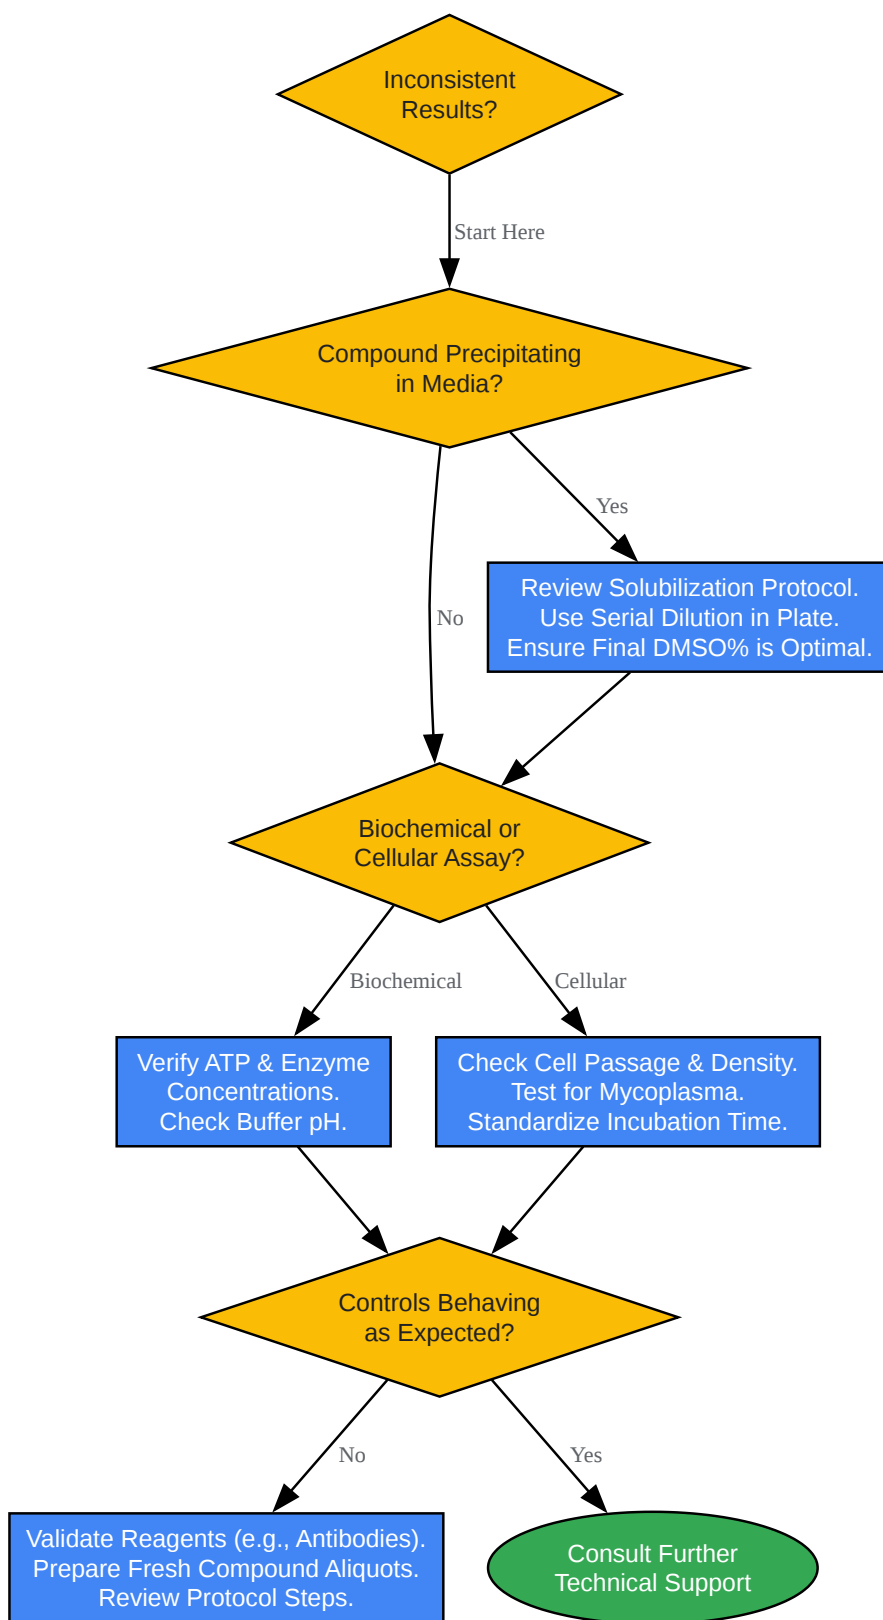 Inconsistent
Results?
Start Here
Compound Precipitating
in Media?
Yes
Review Solubilization Protocol.
Use Serial Dilution in Plate.
Ensure Final DMSO% is Optimal.
No
Biochemical or
Cellular Assay?
Biochemical
Cellular
Verify ATP & Enzyme
Concentrations.
Check Buffer pH.
Check Cell Passage & Density.
Test for Mycoplasma.
Standardize Incubation Time.
Controls Behaving
as Expected?
No
Yes
Validate Reagents (e.g., Antibodies).
Prepare Fresh Compound Aliquots.
Review Protocol Steps.
Consult Further
Technical Support